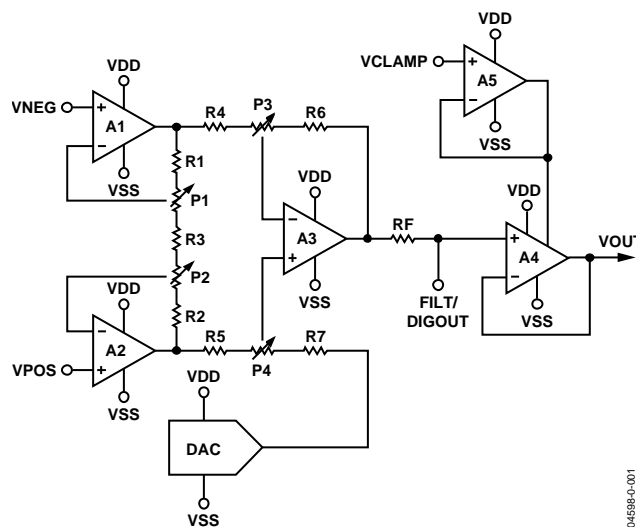 VDD
VCLAMP
A5
VSS
VDD
VNEG
A1
VSS
R4
P3
R6
R1
P1
R3
P2
R2
VDD
A3
VSS
RF
FILT/
DIGOUT
VDD
A4
VSS
VOUT
VDD
A2
VPOS
VSS
R5
P4
R7
VDD
DAC
VSS
+
–
+
–
–
+
+
–
–
+
04598-0-001